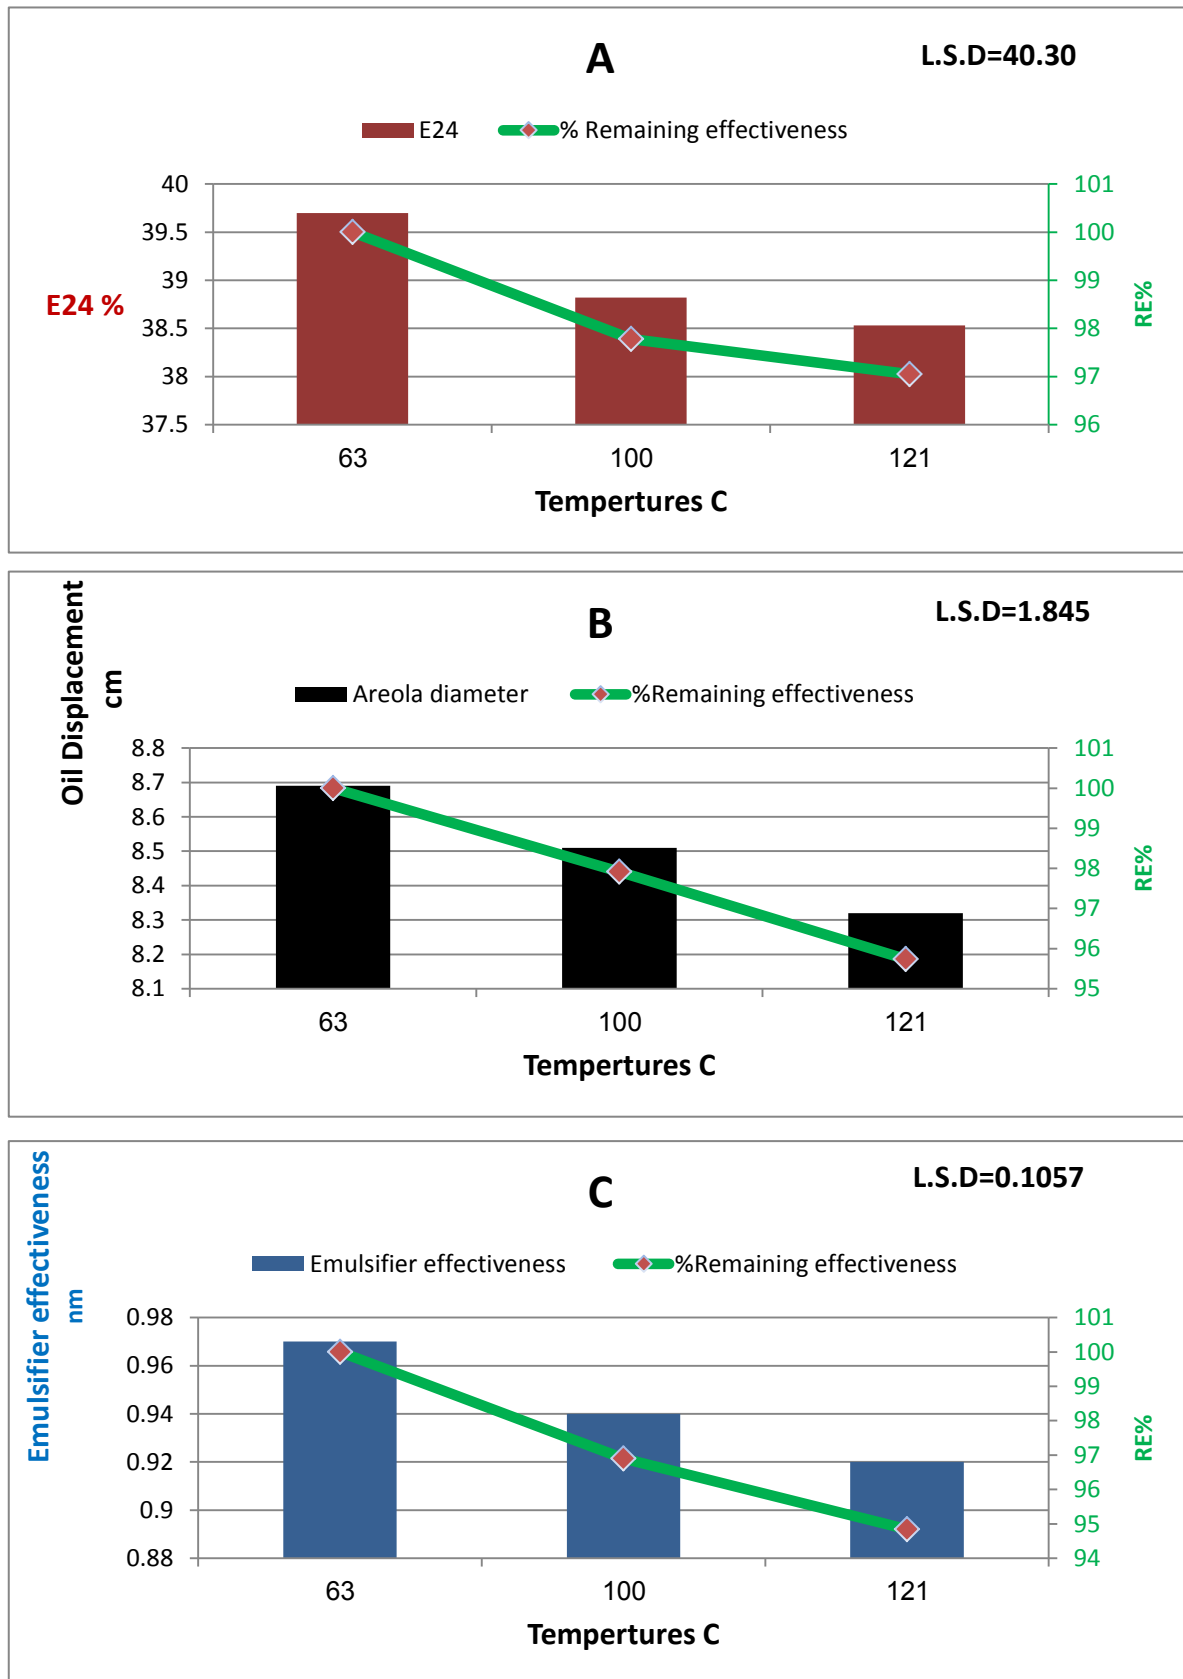 A
L.S.D=40.30
E24
% Remaining effectiveness
40
39.5
39
38.5
38
37.5
E24 %
101
100
99
98
97
96
RE%
63
100
121
Tempertures C
Oil Displacement
cm
B
L.S.D=1.845
Areola diameter
%Remaining effectiveness
8.8
8.7
8.6
8.5
8.4
8.3
8.2
8.1
101
100
99
98
97
96
95
RE%
63
100
121
Tempertures C
Emulsifier effectiveness
nm
C
L.S.D=0.1057
Emulsifier effectiveness
%Remaining effectiveness
0.98
0.96
0.94
0.92
0.9
0.88
101
100
99
98
97
96
95
94
RE%
63
100
121
Tempertures C